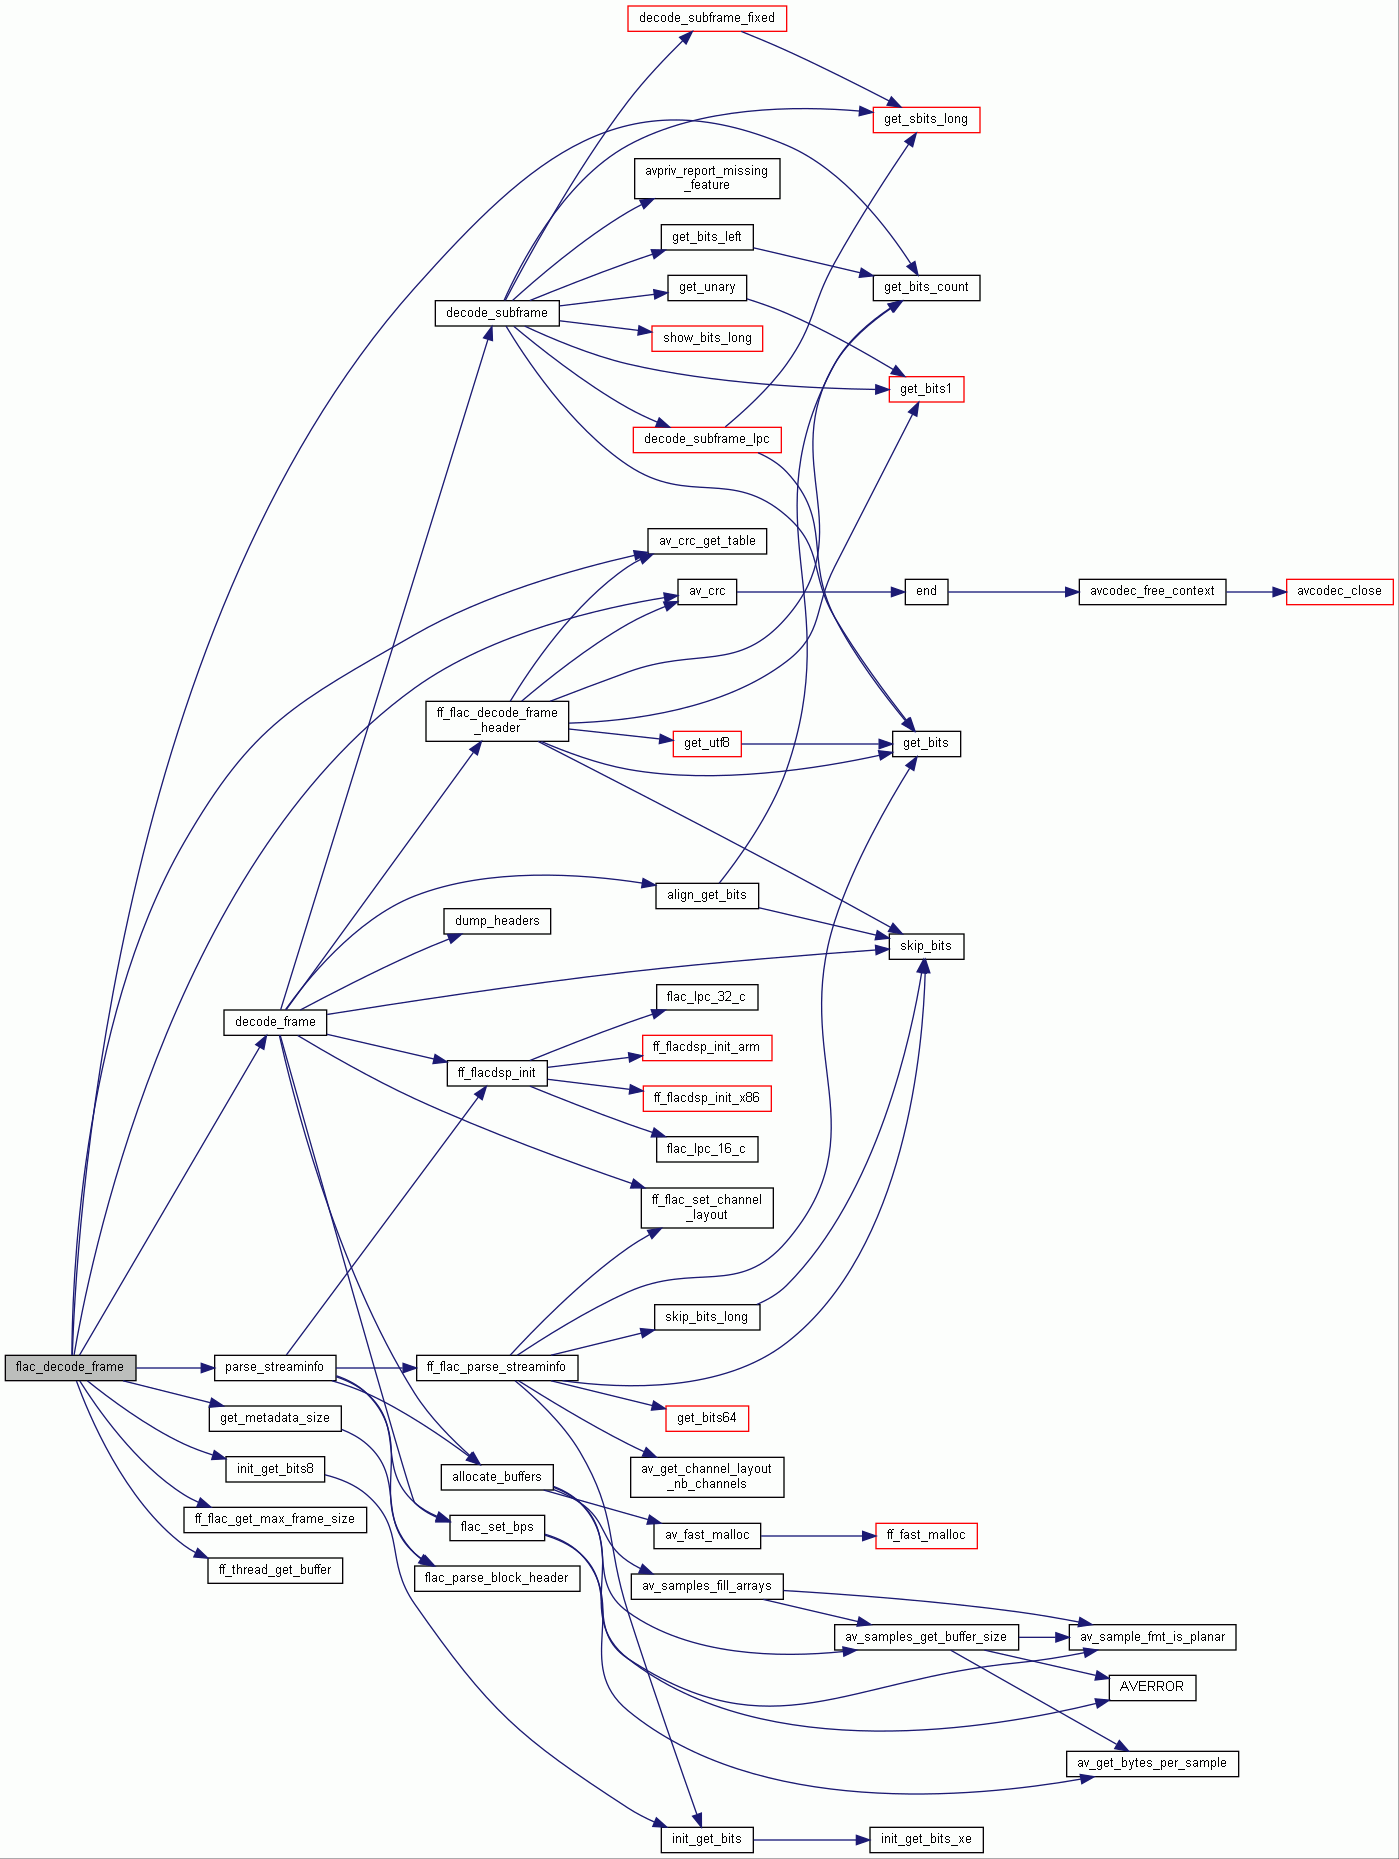 decode_subframe_fixed
get_sbits_long
avpriv_report_missing
_feature
get_bits_left
get_unary
get_bits_count
decode_subframe
show_bits_long
get_bits1
decode_subframe_lpc
av_crc_get_table
av_crc
end
avcodec_free_context
avcodec_close
ff_flac_decode_frame
_header
get_utf8
get_bits
align_get_bits
dump_headers
skip_bits
flac_lpc_32_c
decode_frame
ff_flacdsp_init_arm
ff_flacdsp_init
ff_flacdsp_init_x86
flac_lpc_16_c
ff_flac_set_channel
_layout
skip_bits_long
flac_decode_frame
parse_streaminfo
ff_flac_parse_streaminfo
get_metadata_size
get_bits64
init_get_bits8
allocate_buffers
av_get_channel_layout
_nb_channels
ff_flac_get_max_frame_size
flac_set_bps
av_fast_malloc
ff_fast_malloc
ff_thread_get_buffer
flac_parse_block_header
av_samples_fill_arrays
av_samples_get_buffer_size
av_sample_fmt_is_planar
AVERROR
av_get_bytes_per_sample
init_get_bits
init_get_bits_xe